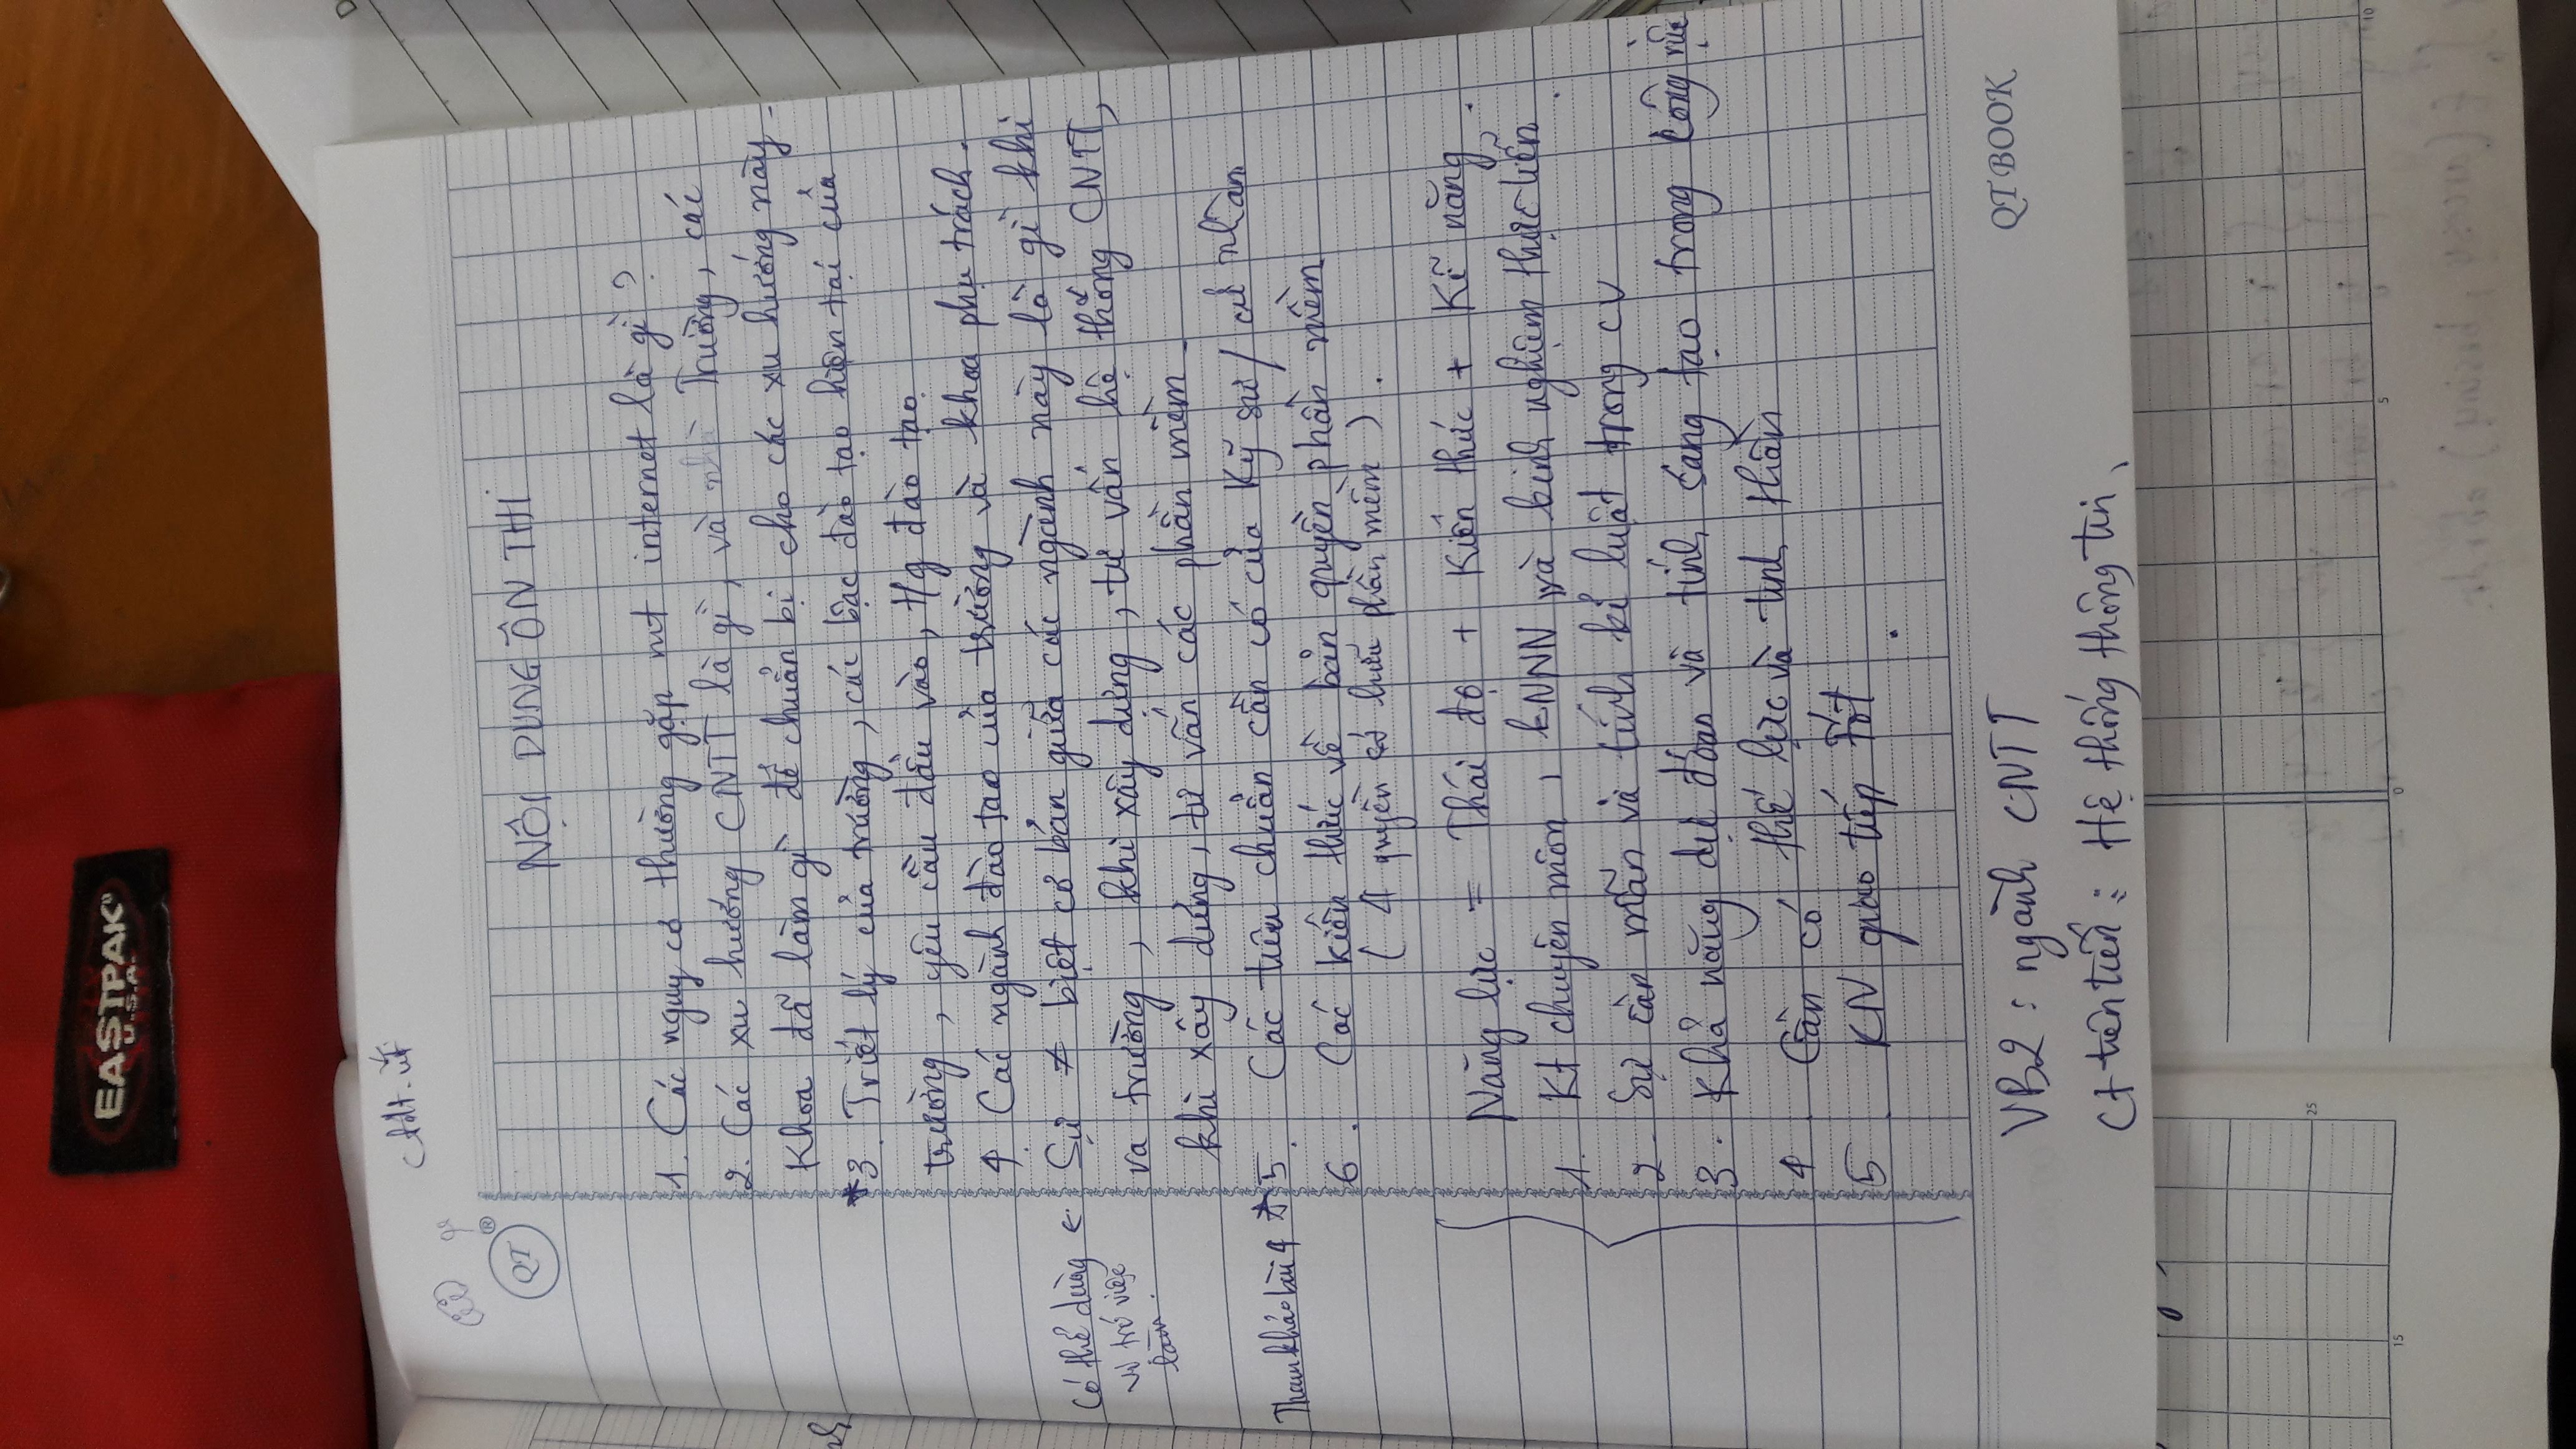 EASTPAK
U.S.A.
QT
®
NỘI DUNG ÔN THI
1. Các nguy cơ thường gặp internet là gì?
2. Các xu hướng CNTT là gì, và nhà Trường, các
Khoa đã làm gì để chuẩn bị cho các xu hướng này.
*3. Triết lý của trường, các bậc đào tạo hiện tại của
trường, yêu cầu đầu vào, t/g đào tạo
4. Các ngành đào tạo của trường và khoa phụ trách.
Có thể dùng ← Sự ≠ biệt cơ bản giữa các ngành này là gì khi
vị trí việc
làm.
ra trường, khi xây dựng, tư vấn hệ thống CNTT,
khi xây dựng, tư vấn các phần mềm.
Tham khảo bài 4 *5. Các tiêu chuẩn cần có của Kỹ sư / cử nhân
6. Các kiến thức về bản quyền phần mềm
(4 quyền sở hữu phần mềm).
Năng lực = Thái độ + Kiến thức + Kĩ năng.
1. Kt chuyên môn, kNNN và kinh nghiệm thực tiễn.
2. Sự cần mẫn và tính kỉ luật trong CV
3. Khả năng dự đoán và tính sáng tạo trong công việc
4. Cần có thể lực và tinh thần
5. KN giao tiếp tốt.
QT BOOK
VB2: ngành CNTT
Ct tiên tiến: Hệ thống thông tin,
25
15
0
5
10